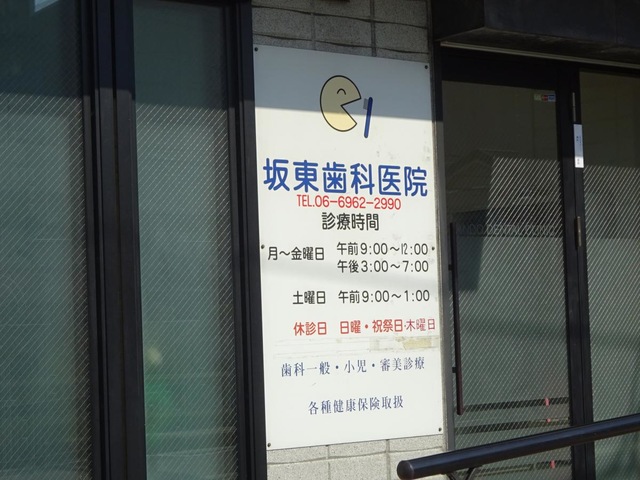 坂東歯科医院
TEL.06-6962-2990
診療時間
月〜金曜日 午前9:00〜12:00
午後3:00〜7:00
土曜日 午前9:00〜1:00
休診日 日曜・祝祭日・木曜日
歯科一般・小児・審美診療
各種健康保険取扱